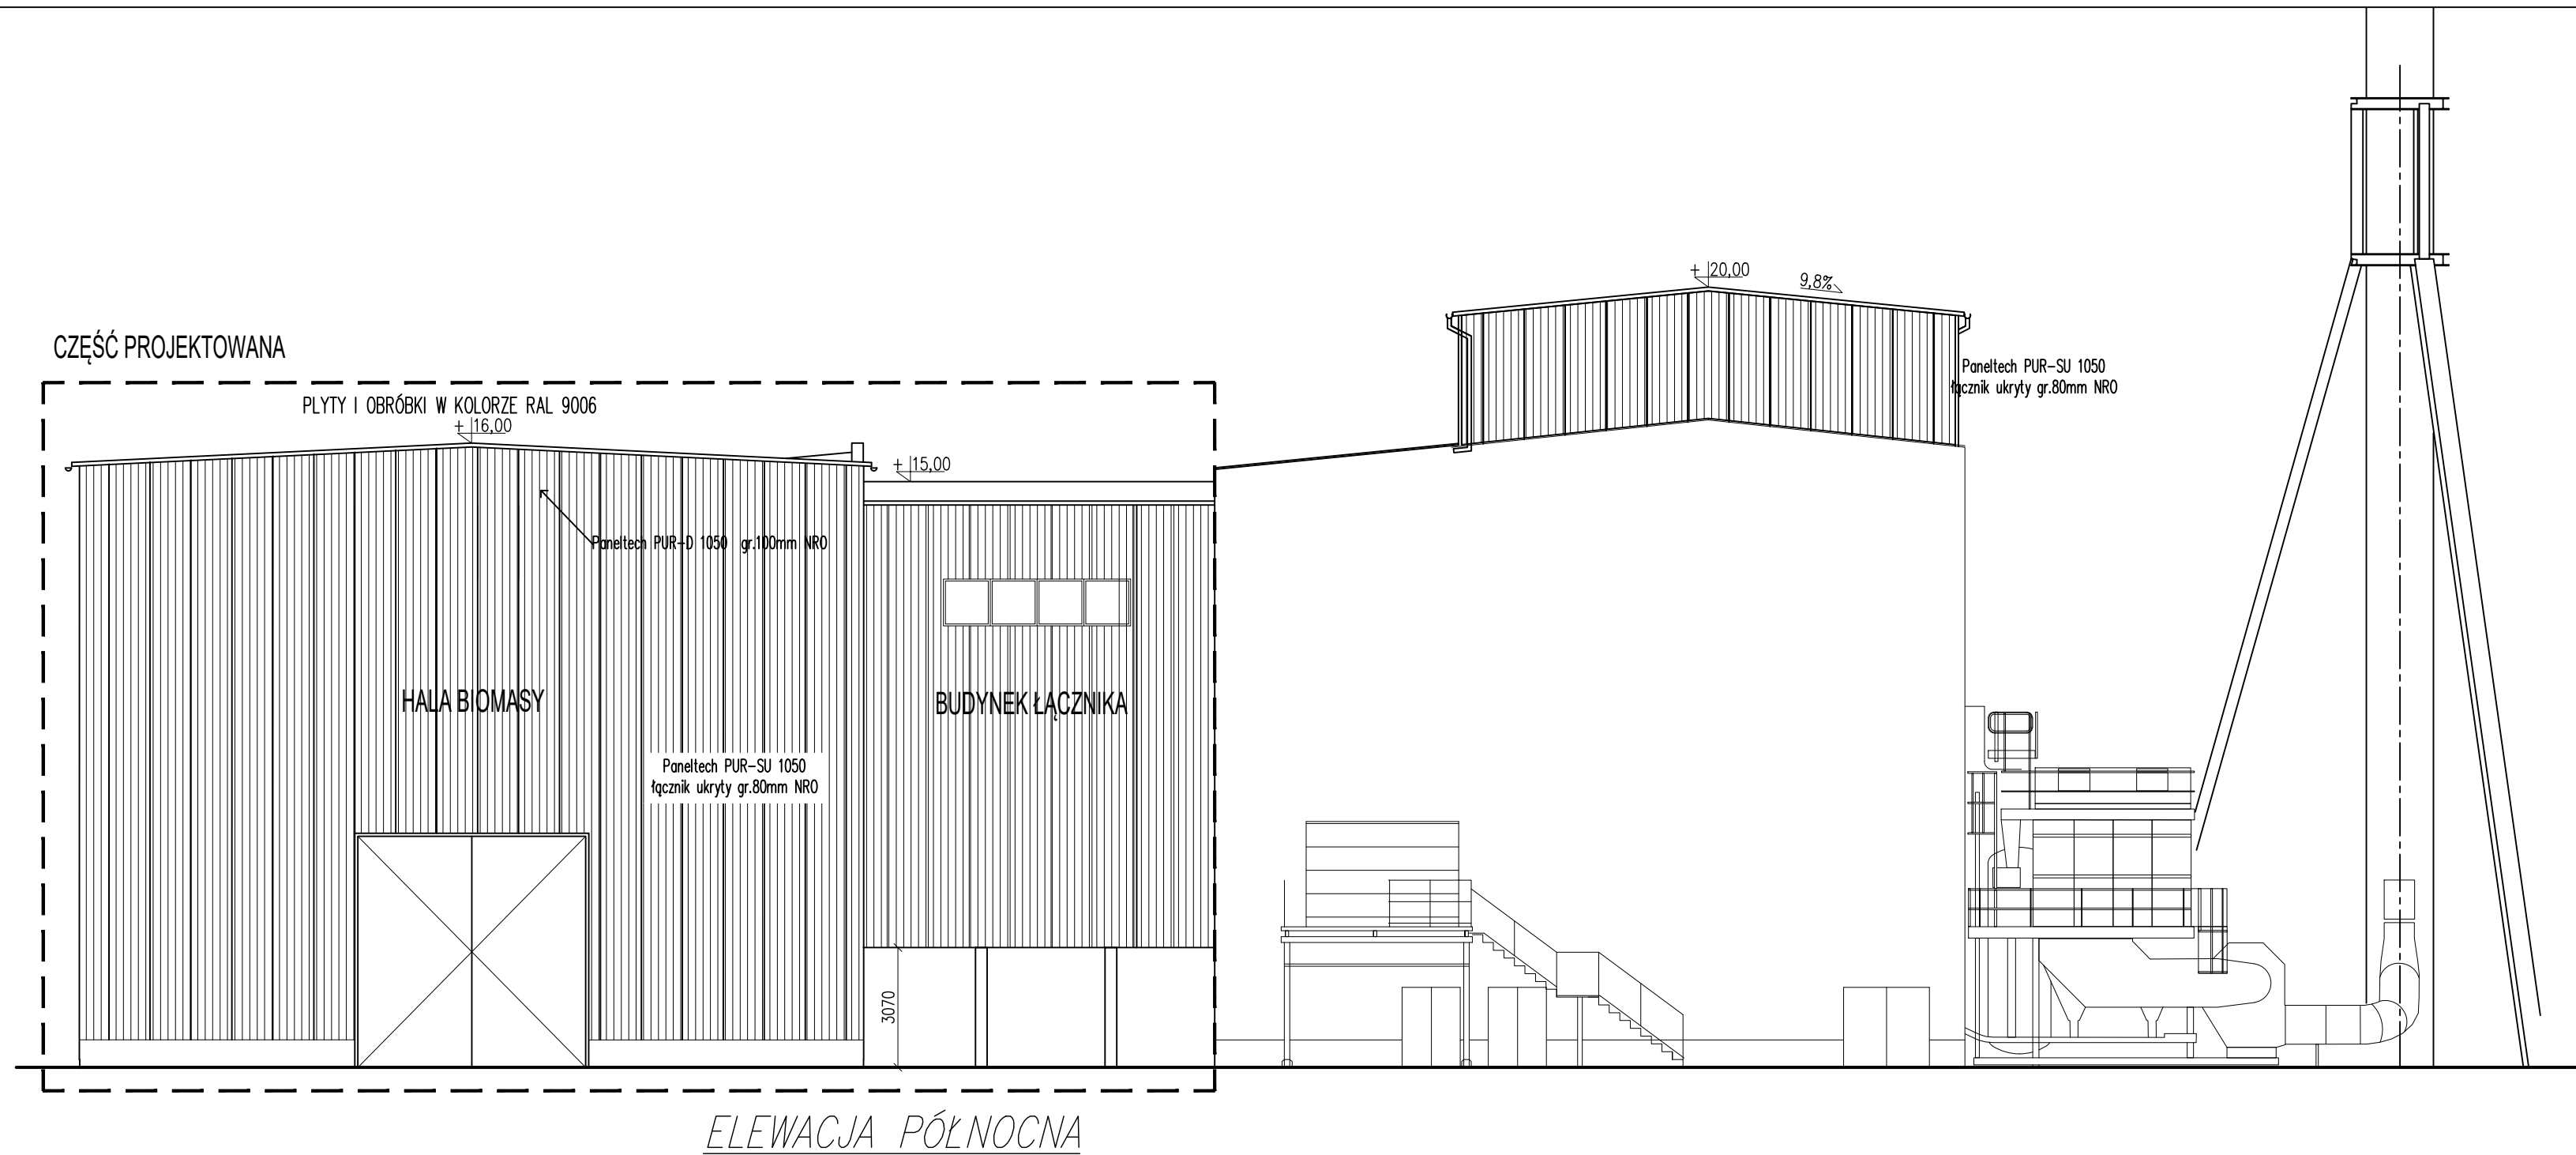 + 20,00
9,8%
CZĘŚĆ PROJEKTOWANA
Paneltech PUR-SU 1050
łącznik ukryty gr.80mm NRO
PLYTY I OBRÓBKI W KOLORZE RAL 9006
+ 16,00
+ 15,00
Paneltech PUR-D 1050 gr.100mm NRO
HALA BIOMASY
BUDYNEK ŁĄCZNIKA
Paneltech PUR-SU 1050
łącznik ukryty gr.80mm NRO
3070
ELEWACJA PÓŁNOCNA